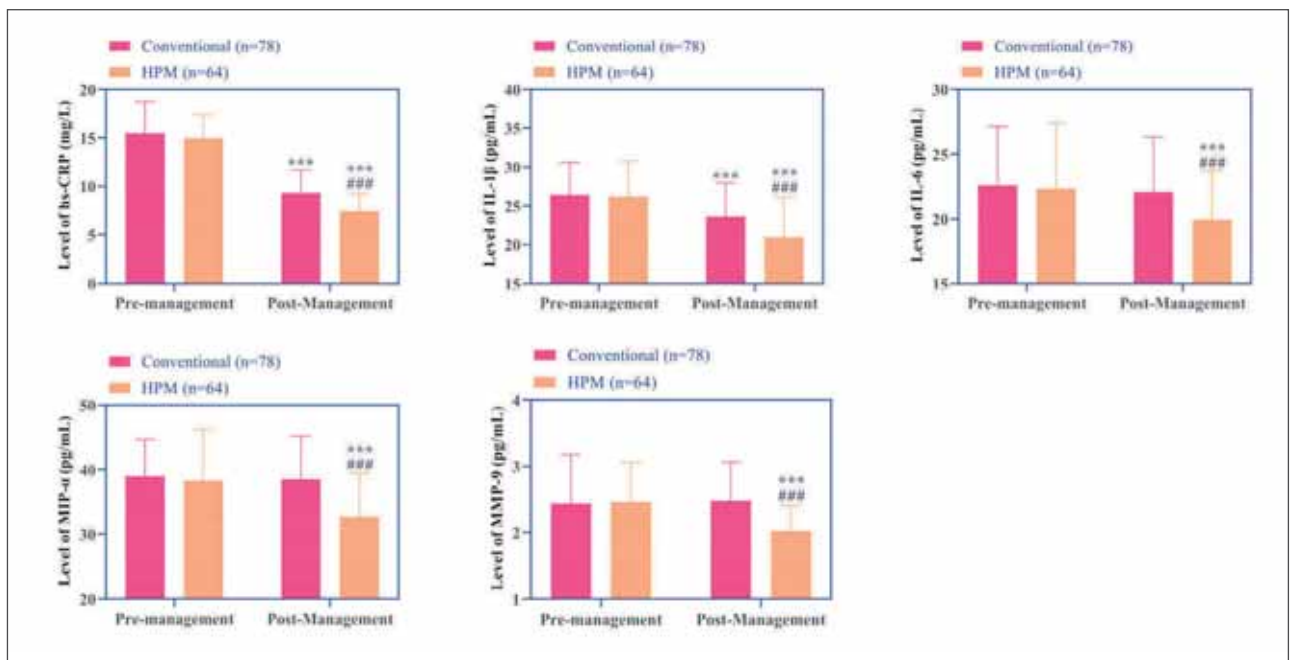 Conventional (n=78)
HPM (n=64)
Level of hs-CRP (mg/L)
20
15
10
5
0
***
***
###
Pre-management
Post-Management
Conventional (n=78)
HPM (n=64)
Level of IL-1β (pg/mL)
40
35
30
25
20
15
***
***
###
Pre-management
Post-Management
Conventional (n=78)
HPM (n=64)
Level of IL-6 (pg/mL)
30
25
20
15
***
###
Pre-management
Post-Management
Conventional (n=78)
HPM (n=64)
Level of MIP-α (pg/mL)
50
40
30
20
***
###
Pre-management
Post-Management
Conventional (n=78)
HPM (n=64)
Level of MMP-9 (pg/mL)
4
3
2
1
***
###
Pre-management
Post-Management